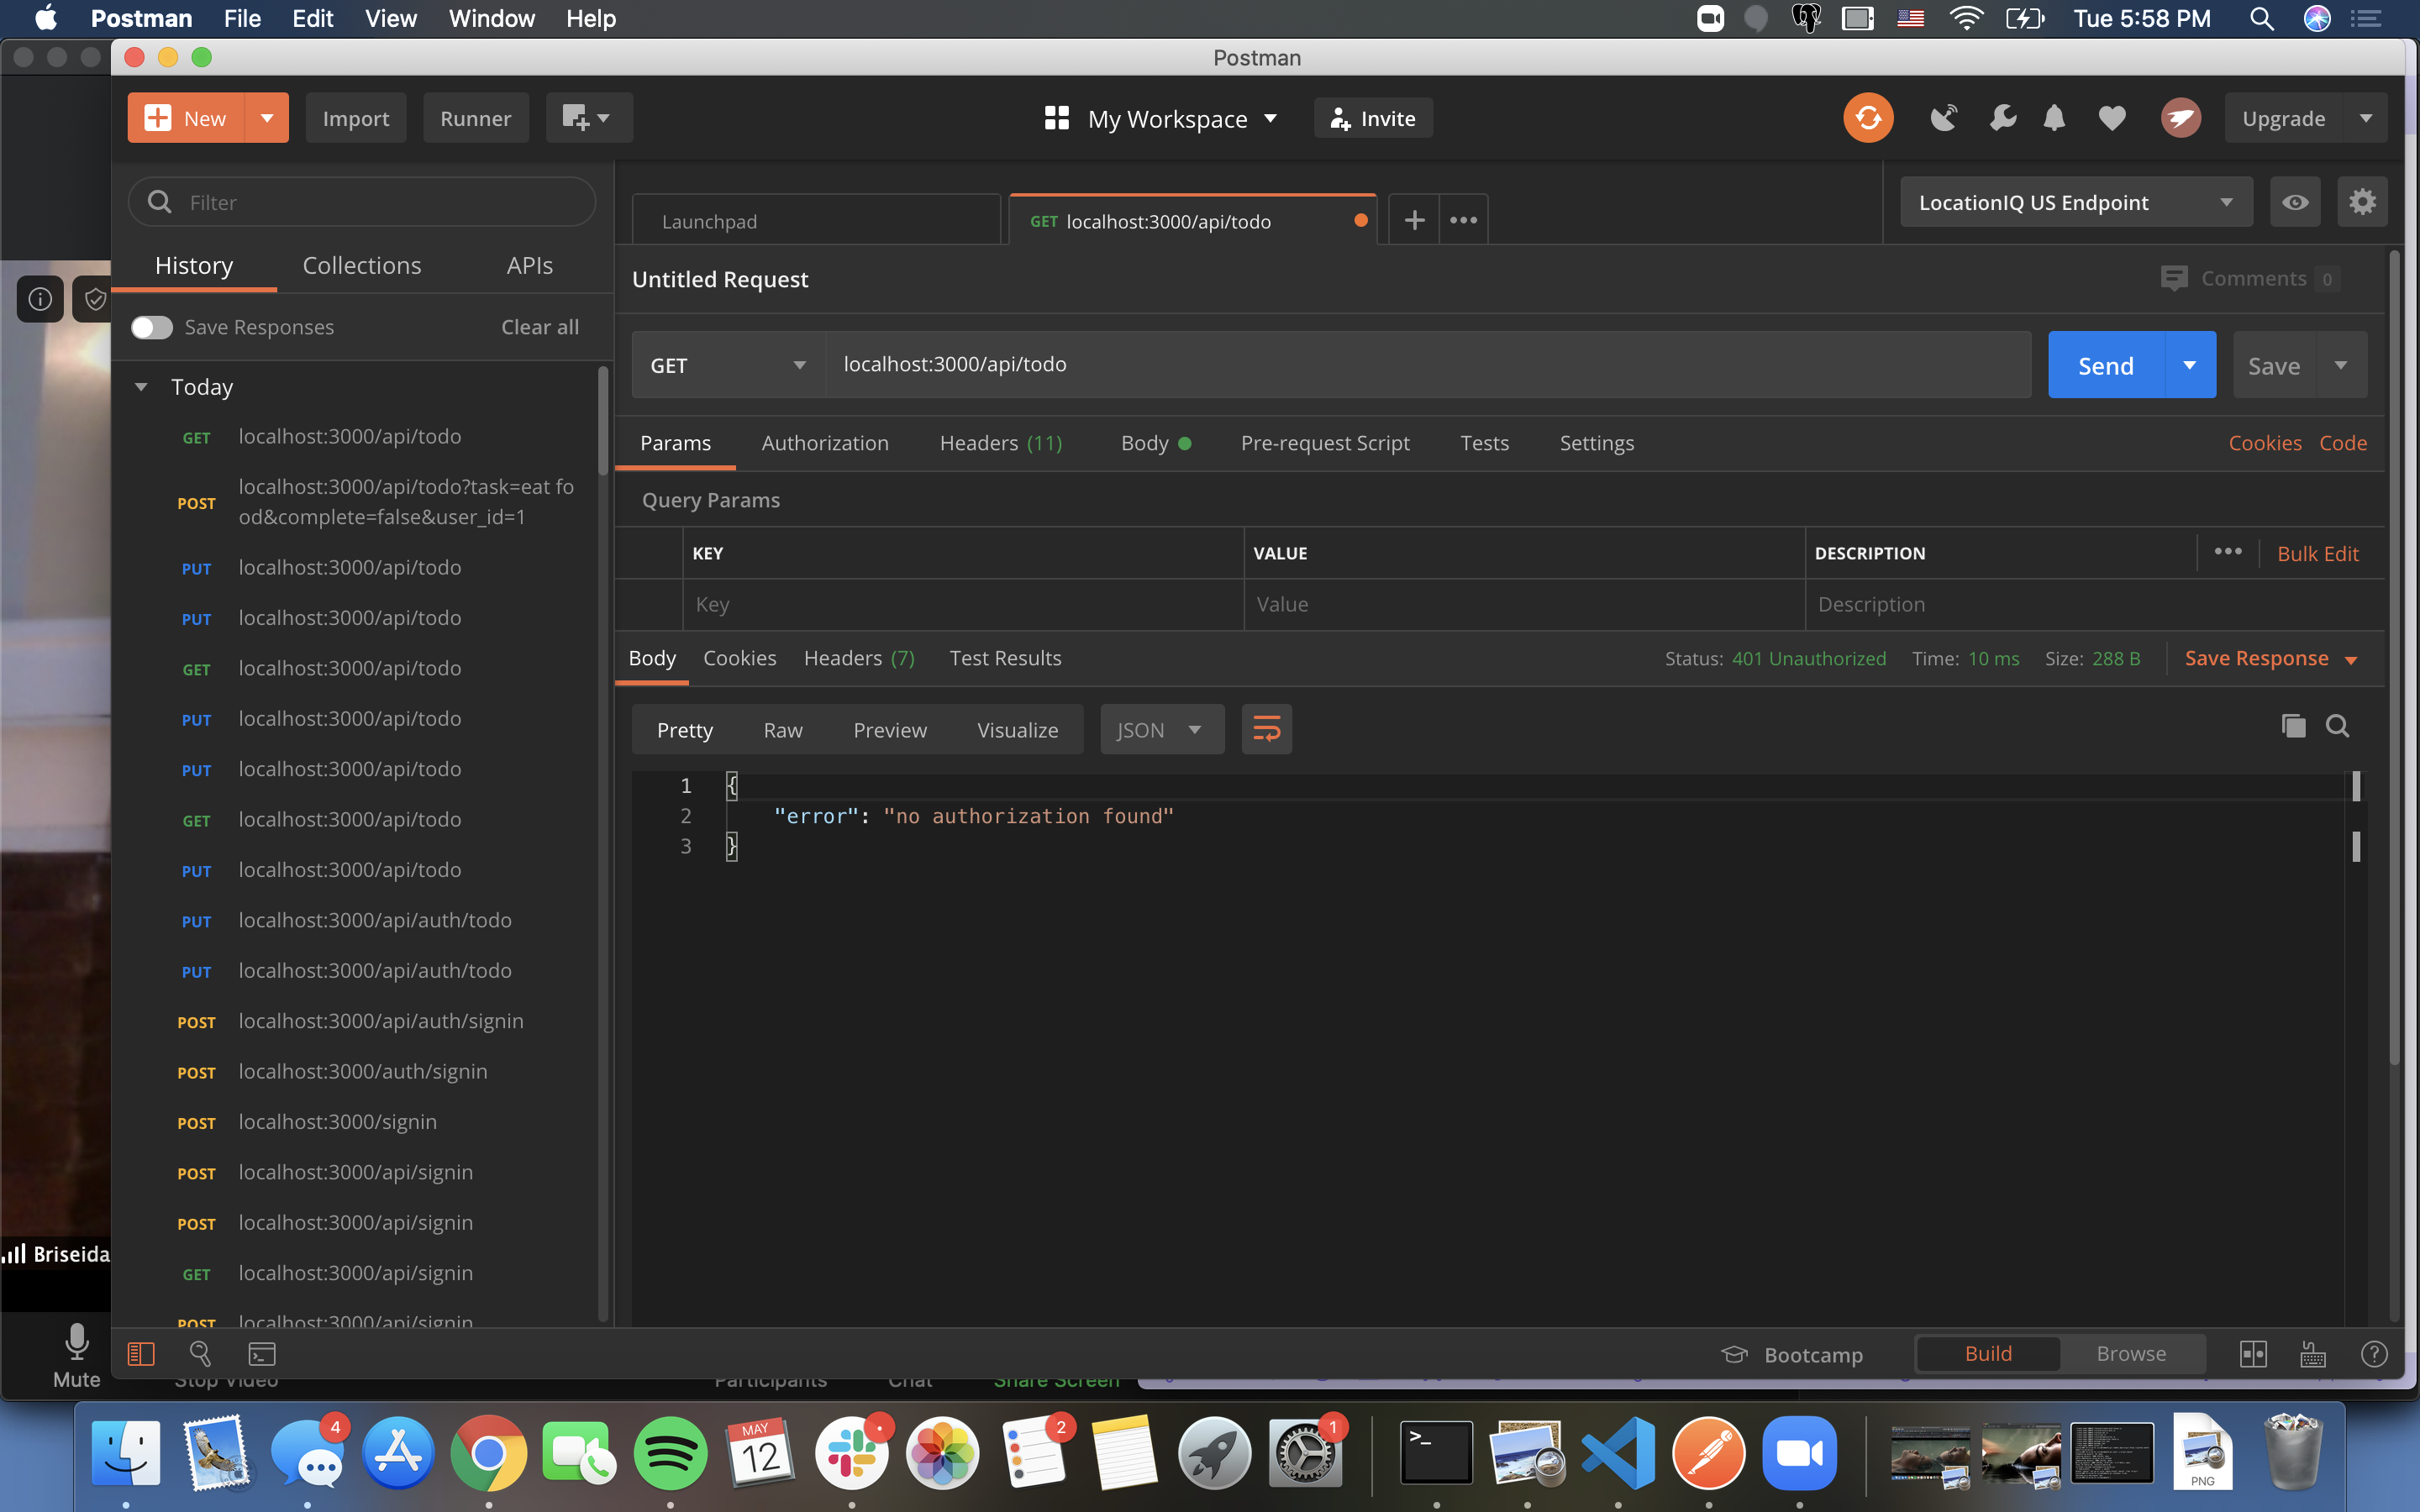 Postman File Edit View Window Help Tue 5:58 PM
Postman
New Import Runner My Workspace Invite Upgrade
Filter
Launchpad GET localhost:3000/api/todo LocationIQ US Endpoint
History Collections APIs
Untitled Request Comments 0
Save Responses Clear all
GET localhost:3000/api/todo Send Save
Today
GET localhost:3000/api/todo
POST localhost:3000/api/todo?task=eat fo
od&complete=false&user_id=1
PUT localhost:3000/api/todo
PUT localhost:3000/api/todo
GET localhost:3000/api/todo
PUT localhost:3000/api/todo
PUT localhost:3000/api/todo
GET localhost:3000/api/todo
PUT localhost:3000/api/todo
PUT localhost:3000/api/auth/todo
PUT localhost:3000/api/auth/todo
POST localhost:3000/api/auth/signin
POST localhost:3000/auth/signin
POST localhost:3000/signin
POST localhost:3000/api/signin
POST localhost:3000/api/signin
GET localhost:3000/api/signin
POST localhost:3000/api/signin
Params Authorization Headers (11) Body Pre-request Script Tests Settings Cookies Code
Query Params
KEY VALUE DESCRIPTION Bulk Edit
Key Value Description
Body Cookies Headers (7) Test Results Status: 401 Unauthorized Time: 10 ms Size: 288 B Save Response
Pretty Raw Preview Visualize JSON
1 {
2 "error": "no authorization found"
3 }
Briseida
Bootcamp Build Browse
Mute Stop Video Participants Chat Share Screen
4
MAY
12
2
1
>_
PNG